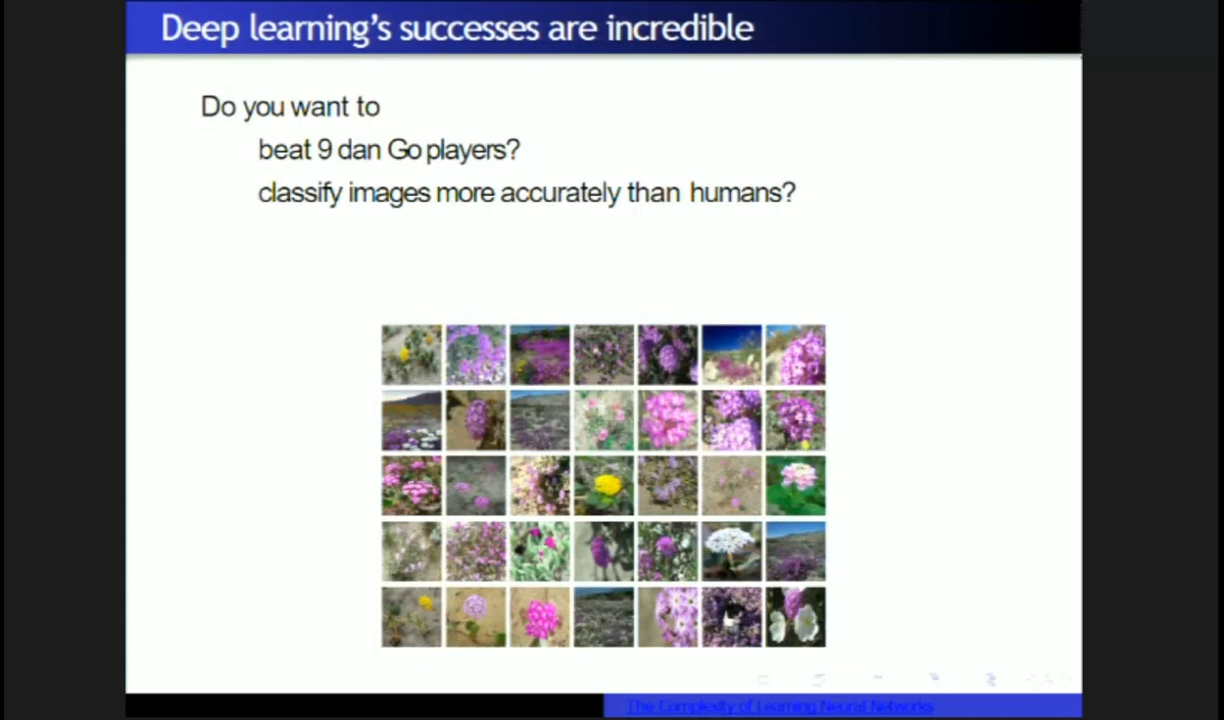 Deep learning's successes are incredible
Do you want to
beat 9 dan Go players?
classify images more accurately than humans?
The Complexity of Learning Neural Networks